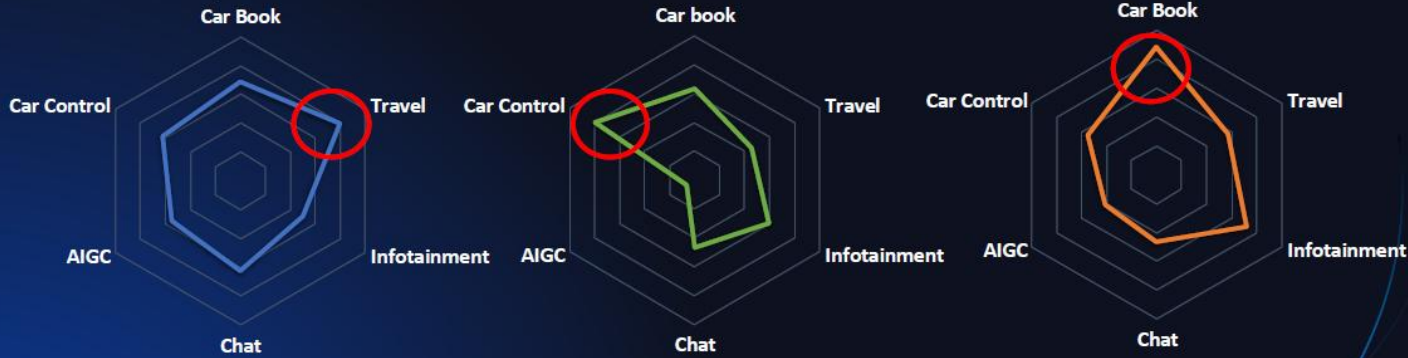 Car Book
Travel
Infotainment
Chat
AIGC
Car Control
Car book
Travel
Infotainment
Chat
AIGC
Car Control
Car Book
Travel
Infotainment
Chat
AIGC
Car Control